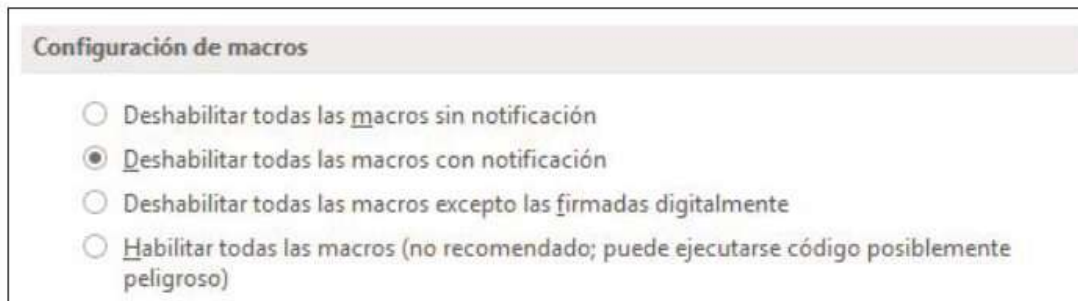 Configuración de macros
Deshabilitar todas las macros sin notificación
Deshabilitar todas las macros con notificación
Deshabilitar todas las macros excepto las firmadas digitalmente
Habilitar todas las macros (no recomendado; puede ejecutarse código posiblemente
peligroso)